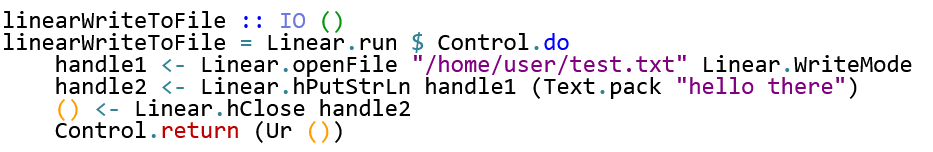 linearWriteToFile :: IO ()
linearWriteToFile = Linear.run $ Control.do
    handle1 <- Linear.openFile "/home/user/test.txt" Linear.WriteMode
    handle2 <- Linear.hPutStrLn handle1 (Text.pack "hello there")
    () <- Linear.hClose handle2
    Control.return (Ur ())